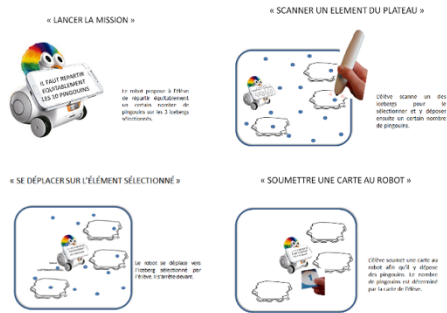 « LANCER LA MISSION »
IL FAUT REPARTIR
EQUITABLEMENT
LES 10 PINGOUINS
Le robot propose à l'élève
de répartir équitablement
un certain nombre de
pingouins sur les 3 icebergs
sélectionnés.
« SCANNER UN ELEMENT DU PLATEAU »
L'élève scanne un des
icebergs pour le
sélectionner et y déposer
ensuite un certain nombre
de pingouins.
« SE DÉPLACER SUR L'ÉLÉMENT SÉLECTIONNÉ »
Le robot se déplace vers
l'iceberg sélectionné par
l'élève. Il s'arrête devant.
« SOUMETTRE UNE CARTE AU ROBOT »
L'élève soumet une carte au
robot afin qu'il y dépose
des pingouins. Le nombre
de pingouins est déterminé
par la carte de l'élève.